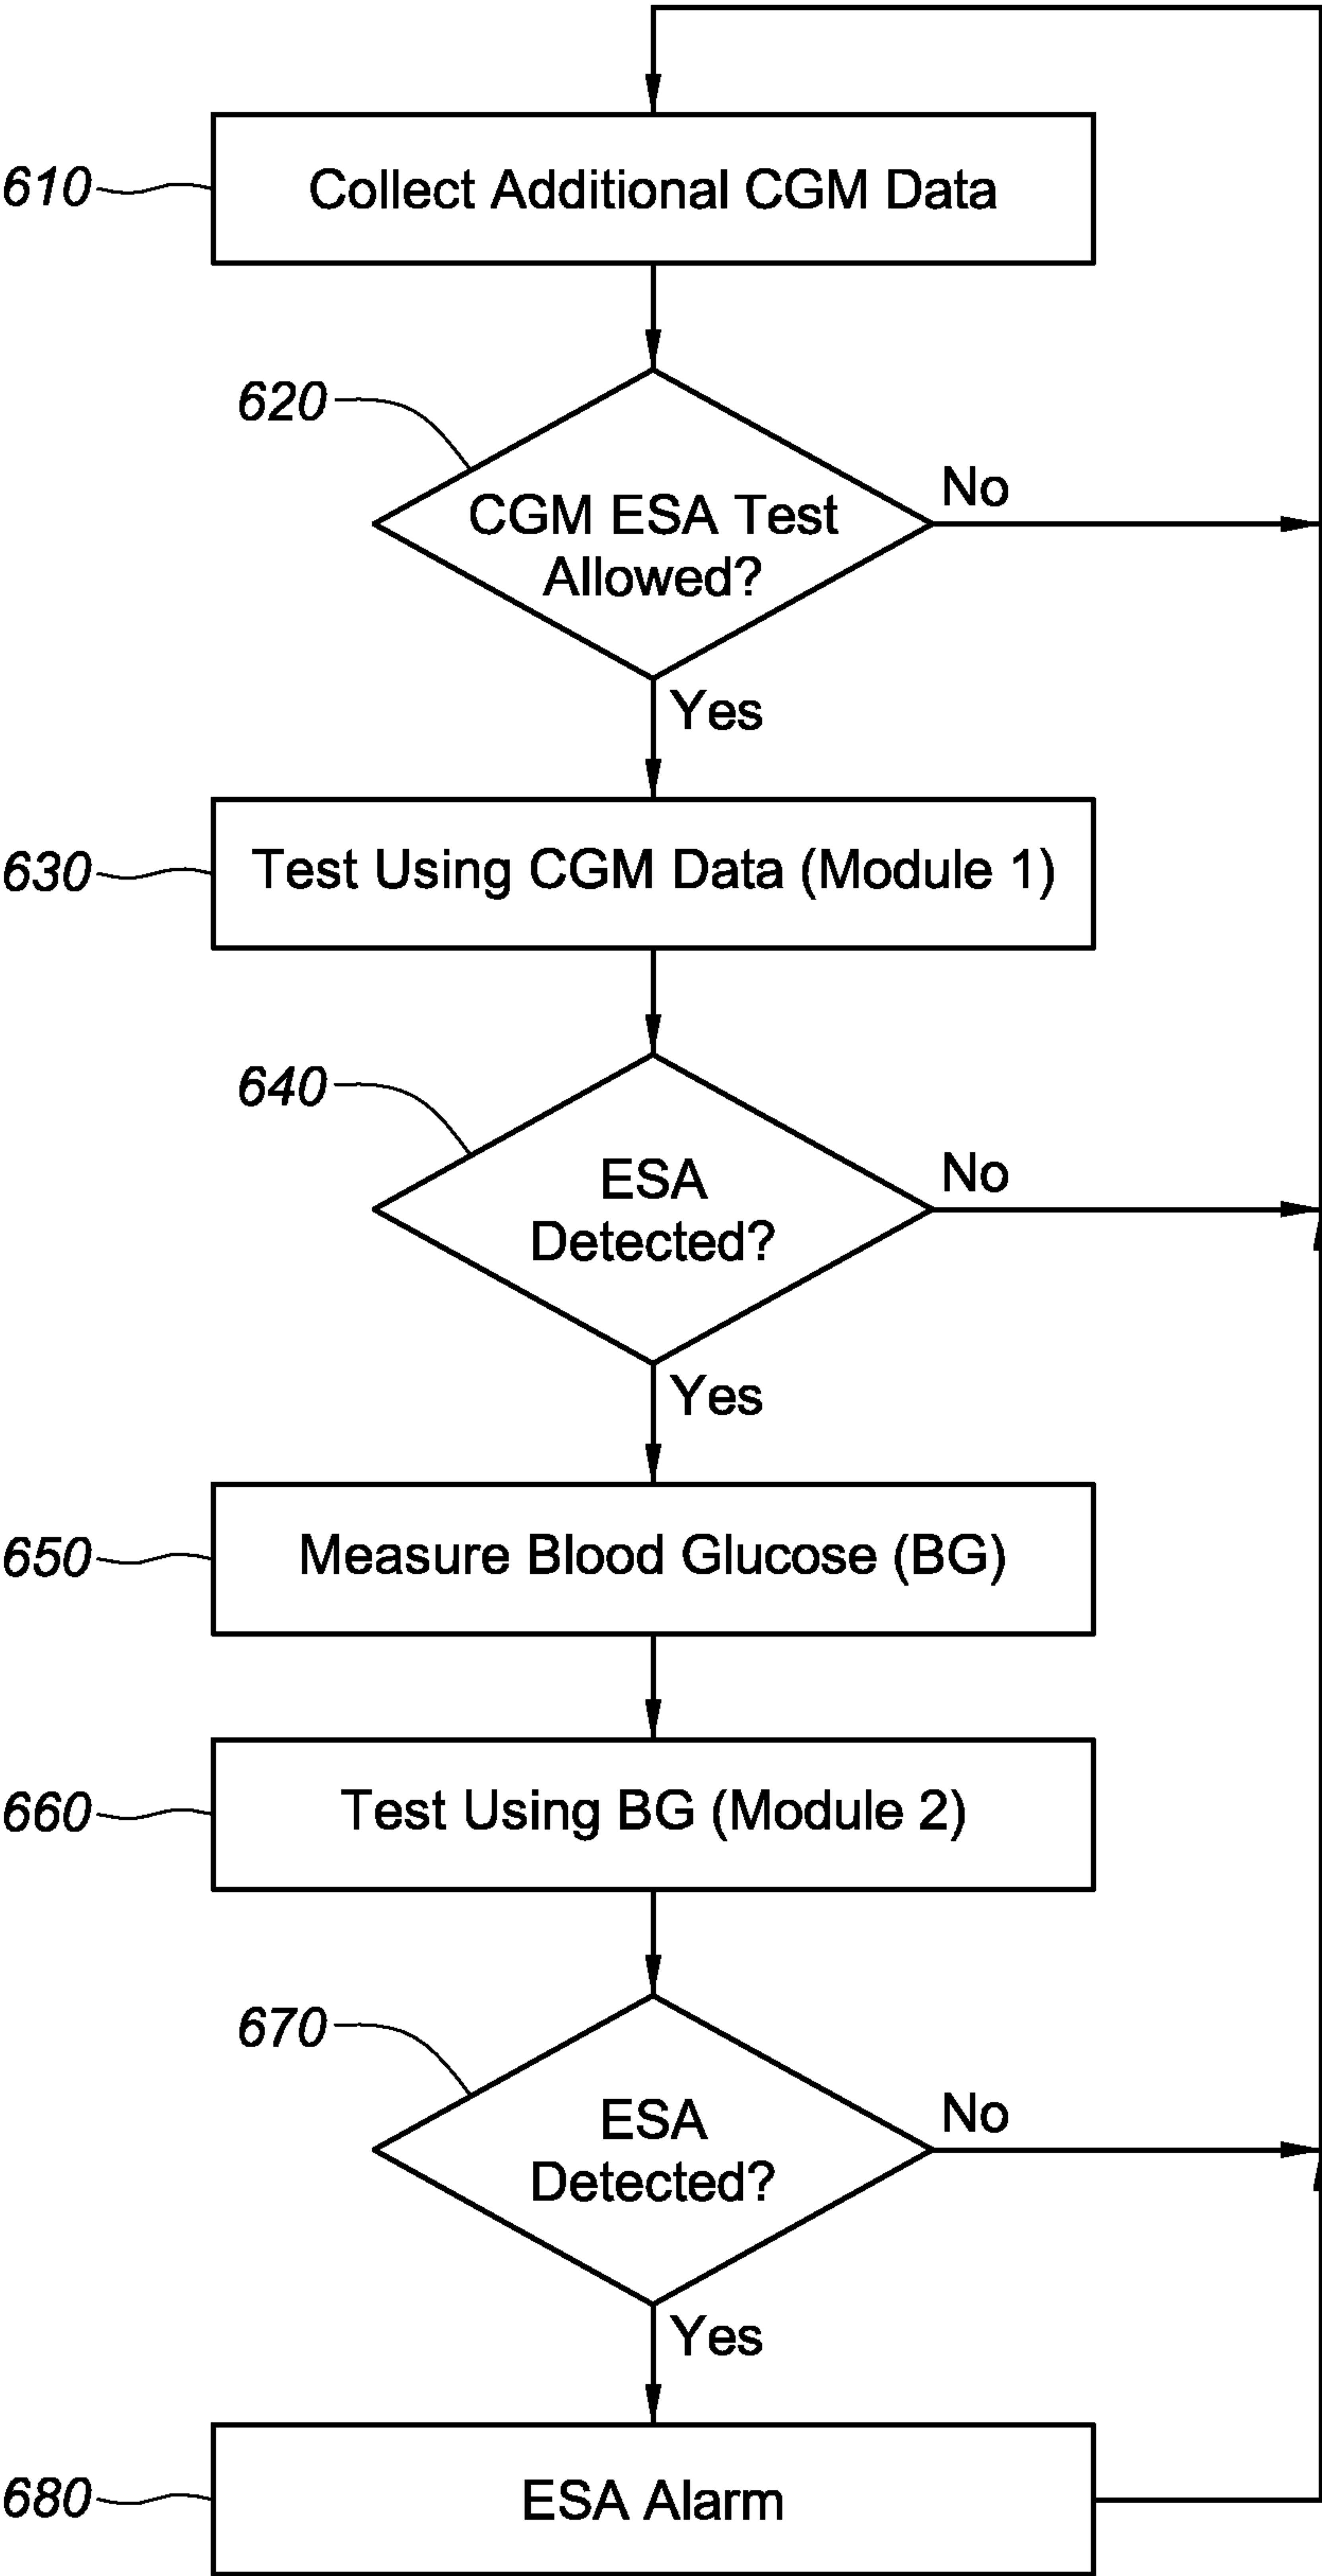 610
Collect Additional CGM Data
620
CGM ESA Test
Allowed?
No
Yes
630
Test Using CGM Data (Module 1)
640
ESA
Detected?
No
Yes
650
Measure Blood Glucose (BG)
660
Test Using BG (Module 2)
670
ESA
Detected?
No
Yes
680
ESA Alarm